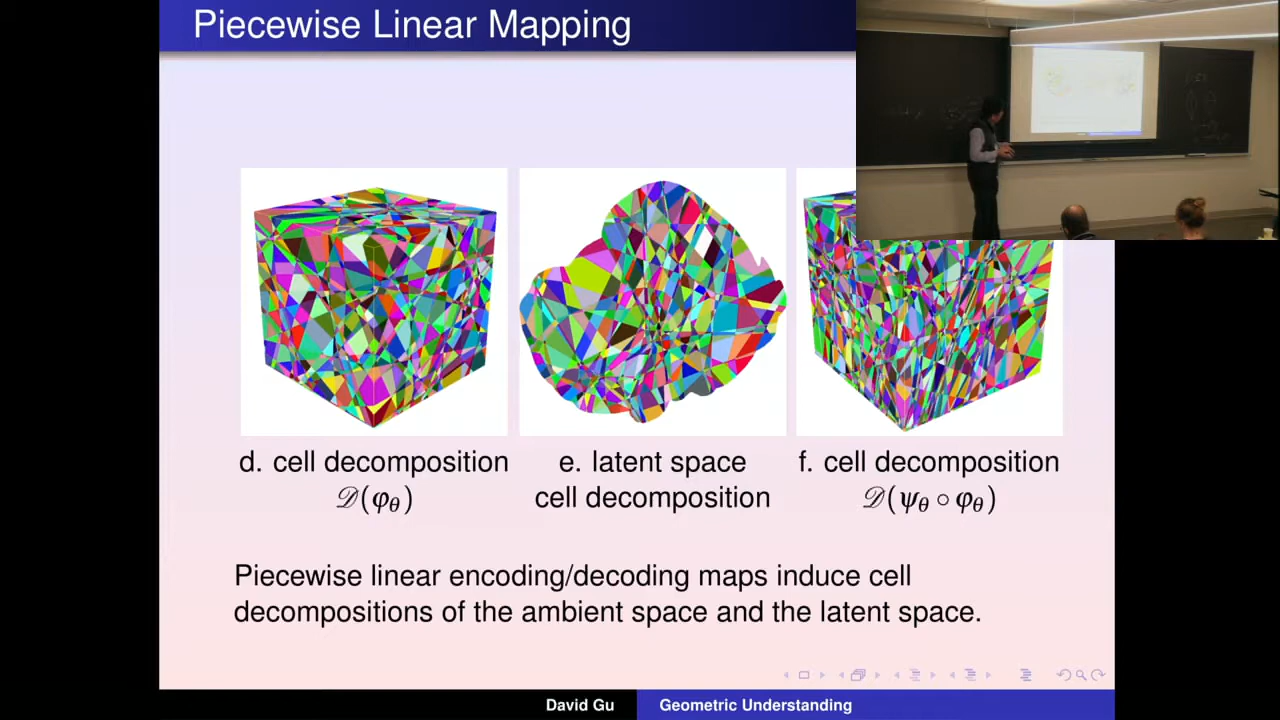 Piecewise Linear Mapping
d. cell decomposition
𝒟(φθ)
e. latent space
cell decomposition
f. cell decomposition
𝒟(ψθ ∘ φθ)
Piecewise linear encoding/decoding maps induce cell
decompositions of the ambient space and the latent space.
David Gu
Geometric Understanding